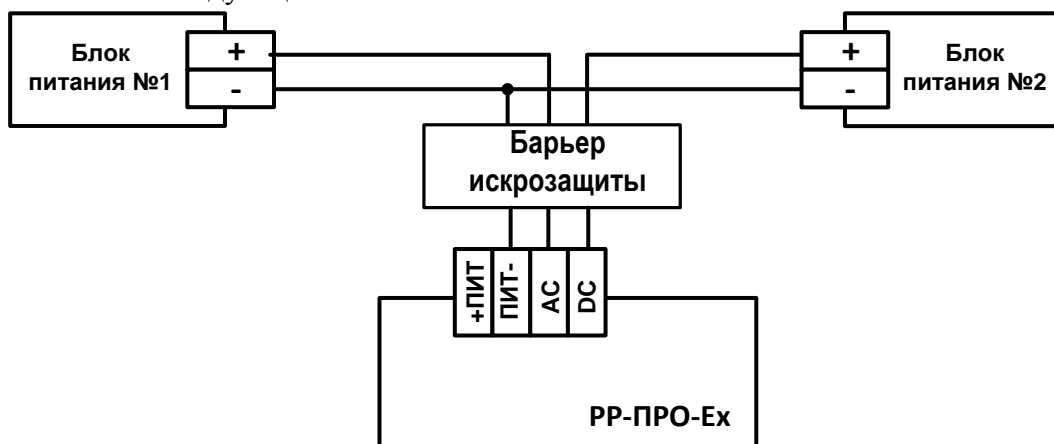 Блок
питания №1
+
-
+
-
Блок
питания №2
Барьер
искрозащиты
+ПИТ
ПИТ-
AC
DC
РР-ПРО-Ex